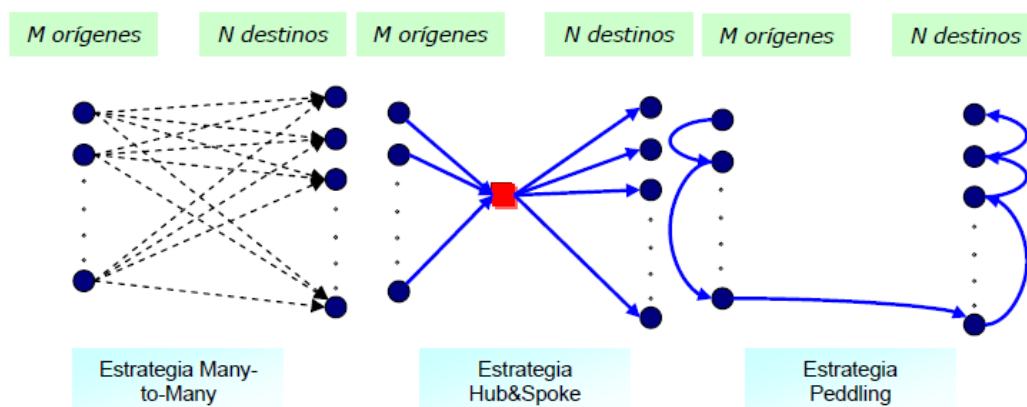 M orígenes
N destinos
M orígenes
N destinos
M orígenes
N destinos
Estrategia Many-
to-Many
Estrategia
Hub&Spoke
Estrategia
Peddling